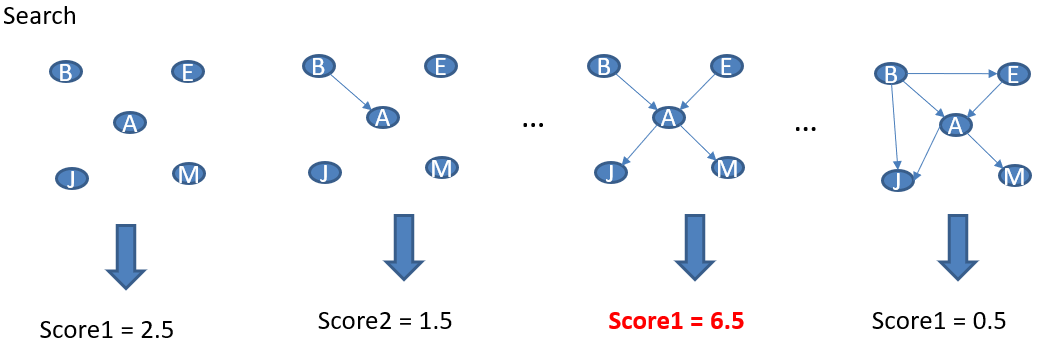 Search
B E
A
J M
B E
A
J M
...
B E
A
J M
...
B E
A
J M
Score1 = 2.5
Score2 = 1.5
Score1 = 6.5
Score1 = 0.5